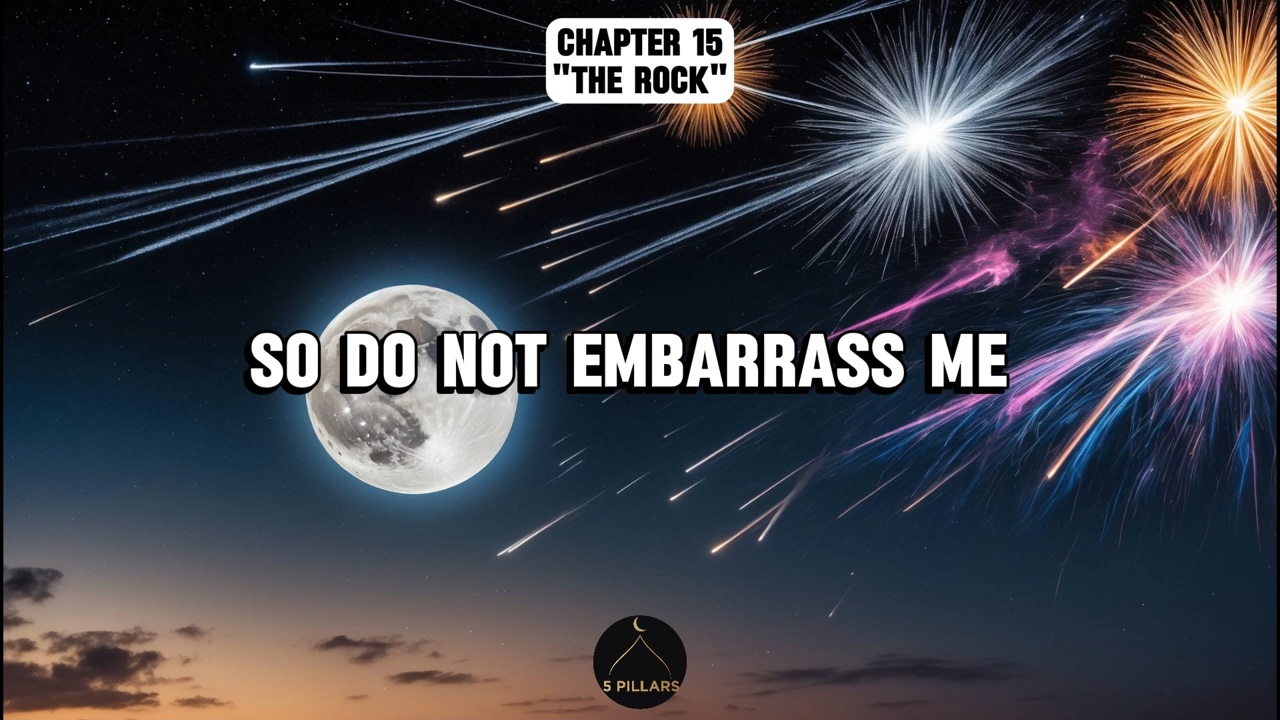 CHAPTER 15
"THE ROCK"
SO DO NOT EMBARRASS ME
5 PILLARS